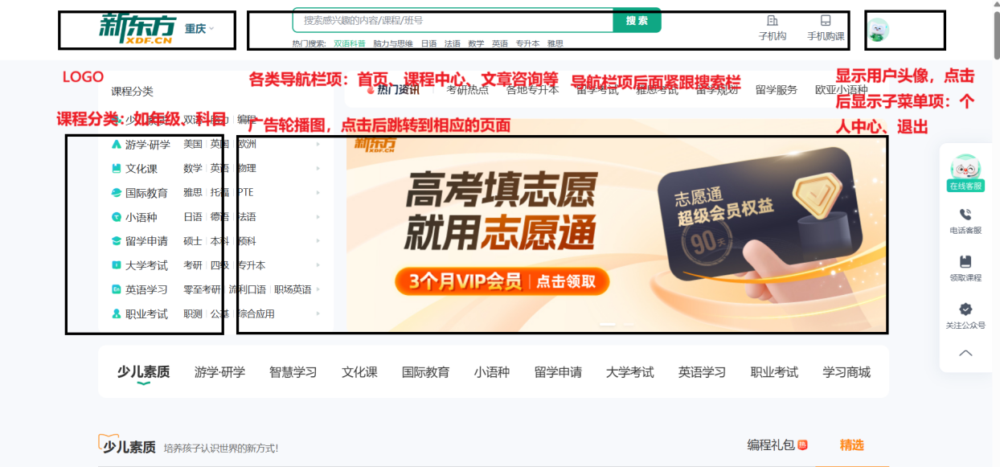 新东方
XDF.CN
重庆
搜索感兴趣的内容/课程/班号
搜 索
热门搜索: 双语科普 脑力与思维 日语 法语 数学 英语 专升本 雅思
子机构
手机购课
LOGO
各类导航栏项：首页、课程中心、文章咨询等
导航栏项后面紧跟搜索栏
显示用户头像，点击后显示子菜单项：个人中心、退出
课程分类
热门资讯 考研热点 各地专升本 留学考试 雅思考试 留学规划 留学服务 欧亚小语种
课程分类：如年级、科目
广告轮播图，点击后跳转到相应的页面
双语 编程
游学·研学 美国 英国 欧洲
文化课 数学 英语 物理
国际教育 雅思 托福 PTE
小语种 日语 德语 法语
留学申请 硕士 本科 预科
大学考试 考研 四级 专升本
英语学习 零至考研 流利口语 职场英语
职业考试 职测 公基 综合应用
新东方
XDF.CN
高考填志愿
就用志愿通
3个月VIP会员 点击领取
志愿通
超级会员权益
90天
在线客服
电话客服
领取课程
关注公众号
少儿素质 游学·研学 智慧学习 文化课 国际教育 小语种 留学申请 大学考试 英语学习 职业考试 学习商城
少儿素质 培养孩子认识世界的新方式！
编程礼包 热 精选